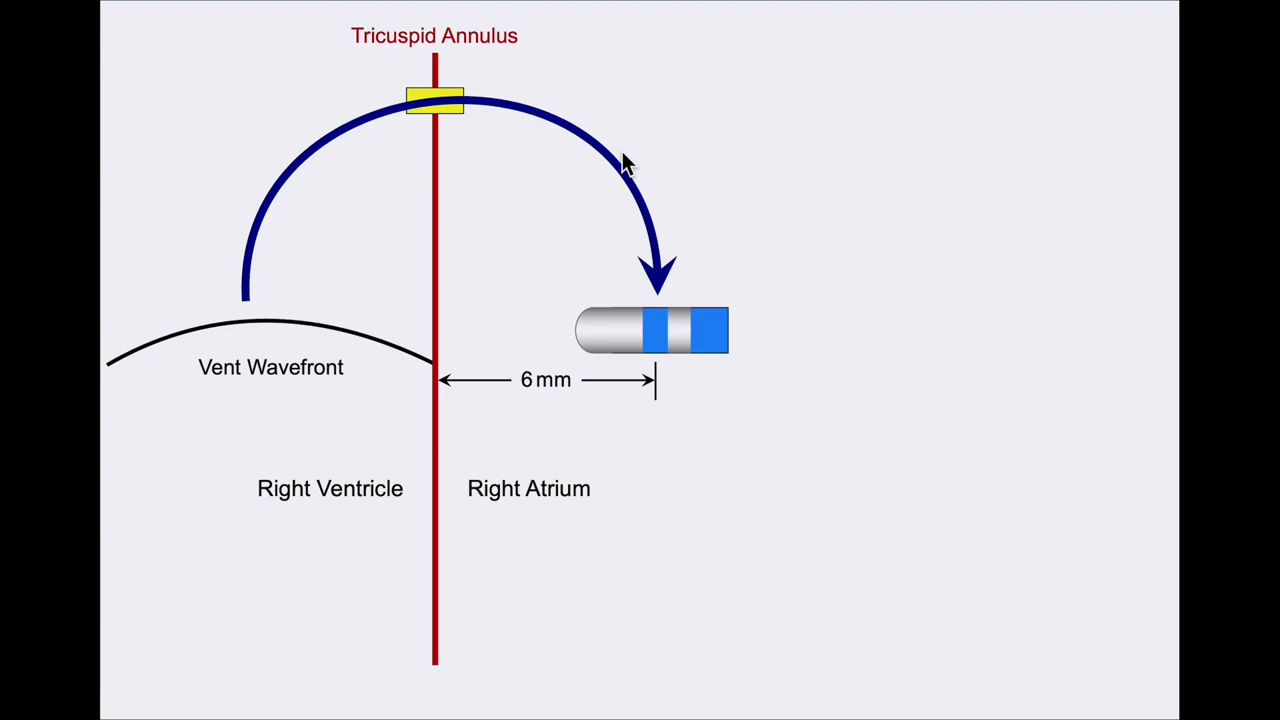 Tricuspid Annulus
Vent Wavefront
6 mm
Right Ventricle
Right Atrium